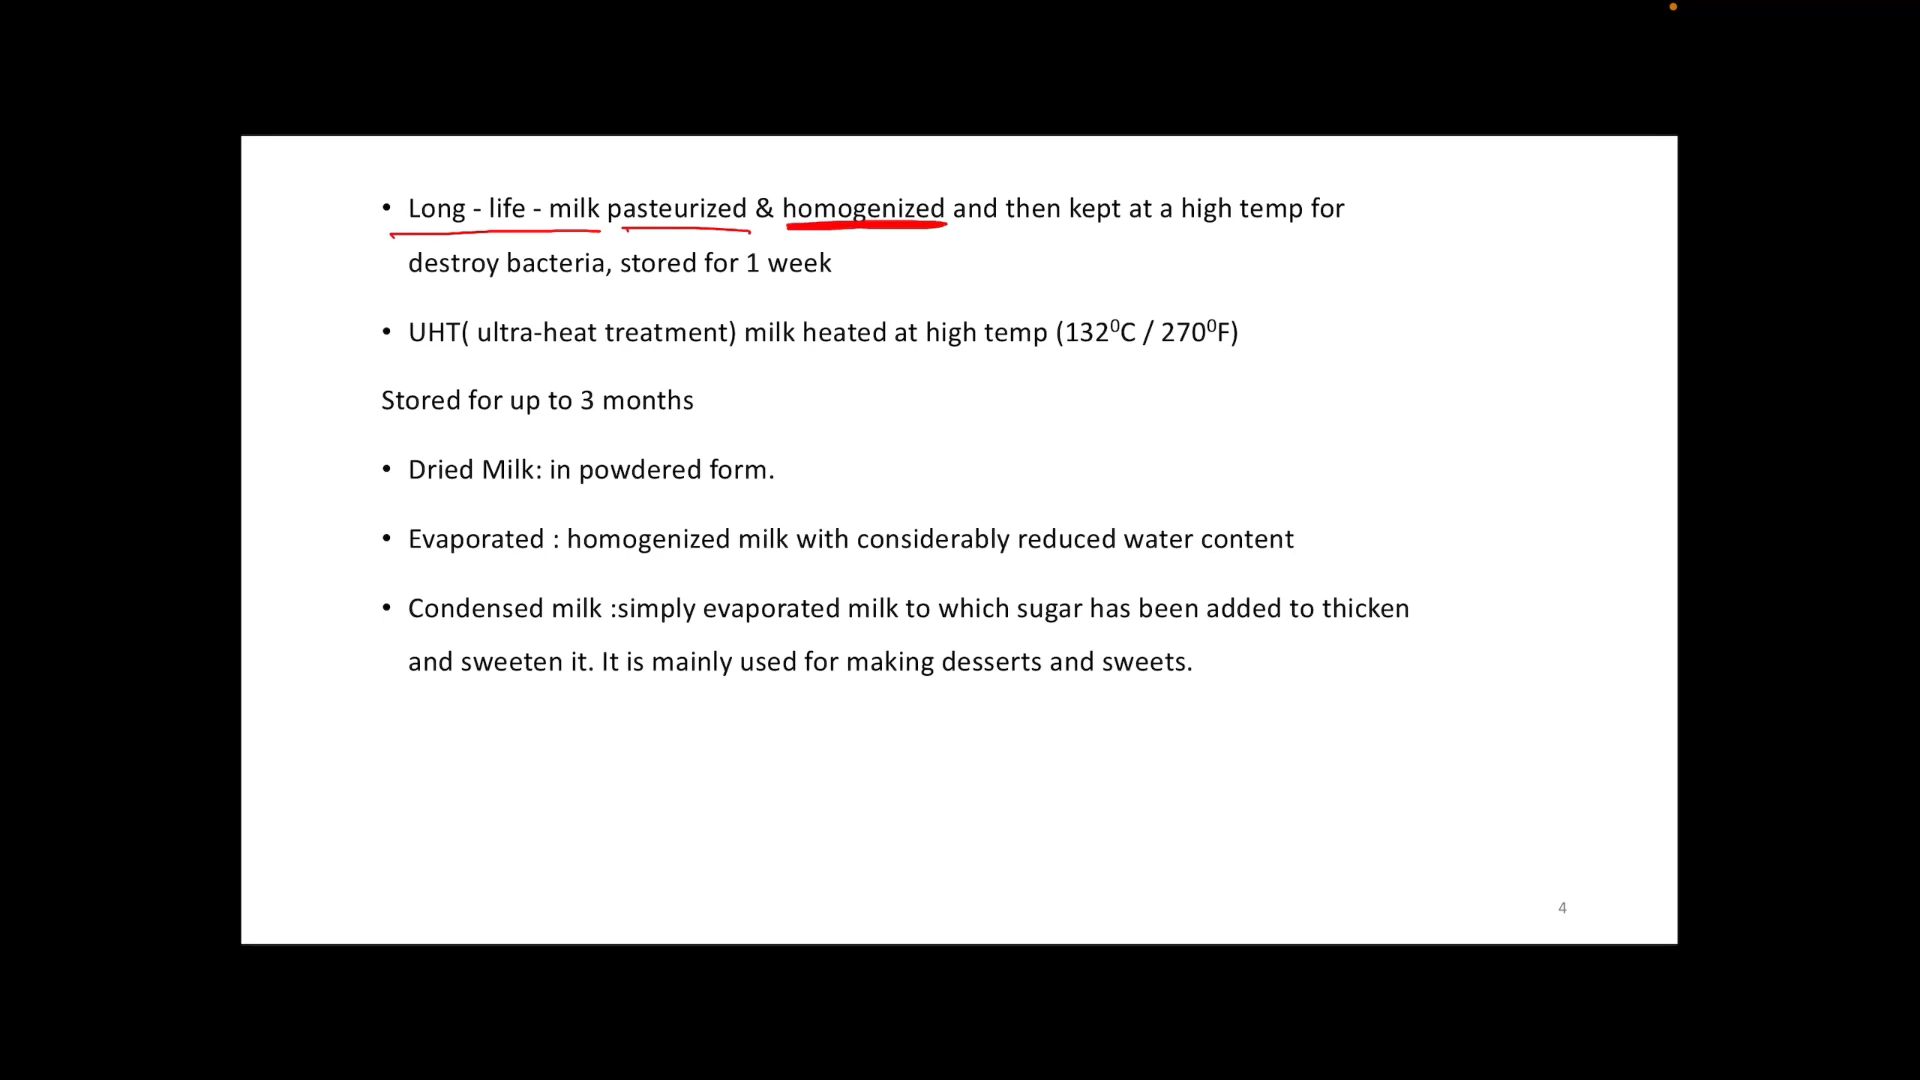 • Long - life - milk pasteurized & homogenized and then kept at a high temp for
destroy bacteria, stored for 1 week
• UHT( ultra-heat treatment) milk heated at high temp (132⁰C / 270⁰F)
Stored for up to 3 months
• Dried Milk: in powdered form.
• Evaporated : homogenized milk with considerably reduced water content
• Condensed milk :simply evaporated milk to which sugar has been added to thicken
and sweeten it. It is mainly used for making desserts and sweets.
4